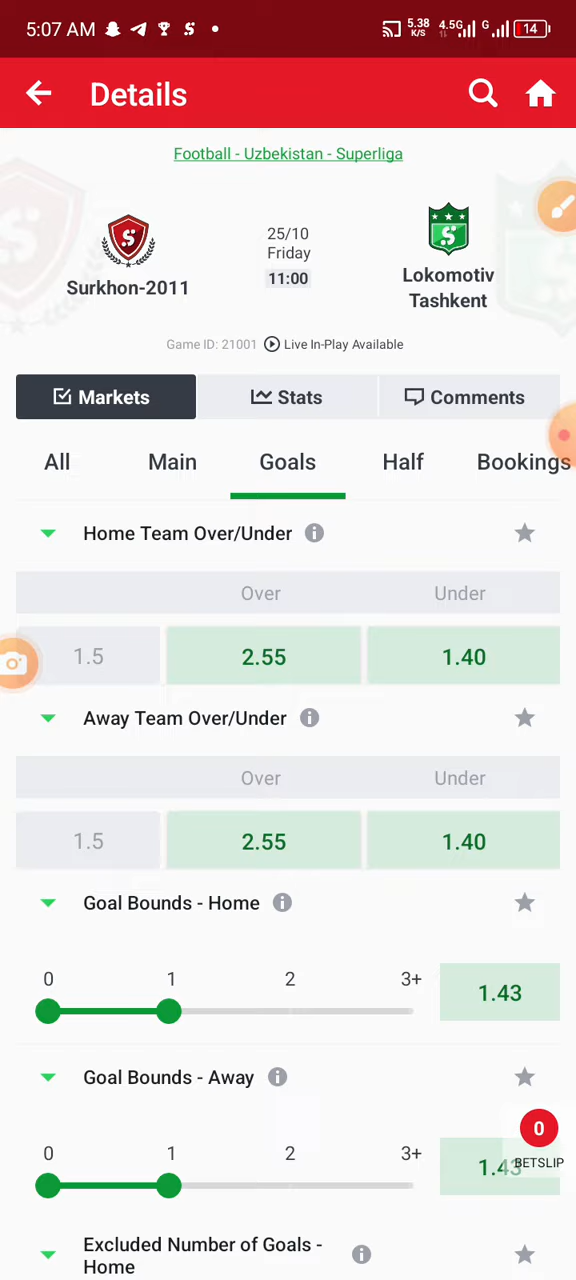 5:07 AM
5.38 K/S 4.5G G 14
Details
Football - Uzbekistan - Superliga
25/10
Friday
11:00
Surkhon-2011
Lokomotiv
Tashkent
Game ID: 21001 Live In-Play Available
Markets Stats Comments
All Main Goals Half Bookings
Home Team Over/Under
Over Under
1.5 2.55 1.40
Away Team Over/Under
Over Under
1.5 2.55 1.40
Goal Bounds - Home
0 1 2 3+
1.43
Goal Bounds - Away
0 1 2 3+
1.43
0
BETSLIP
Excluded Number of Goals -
Home